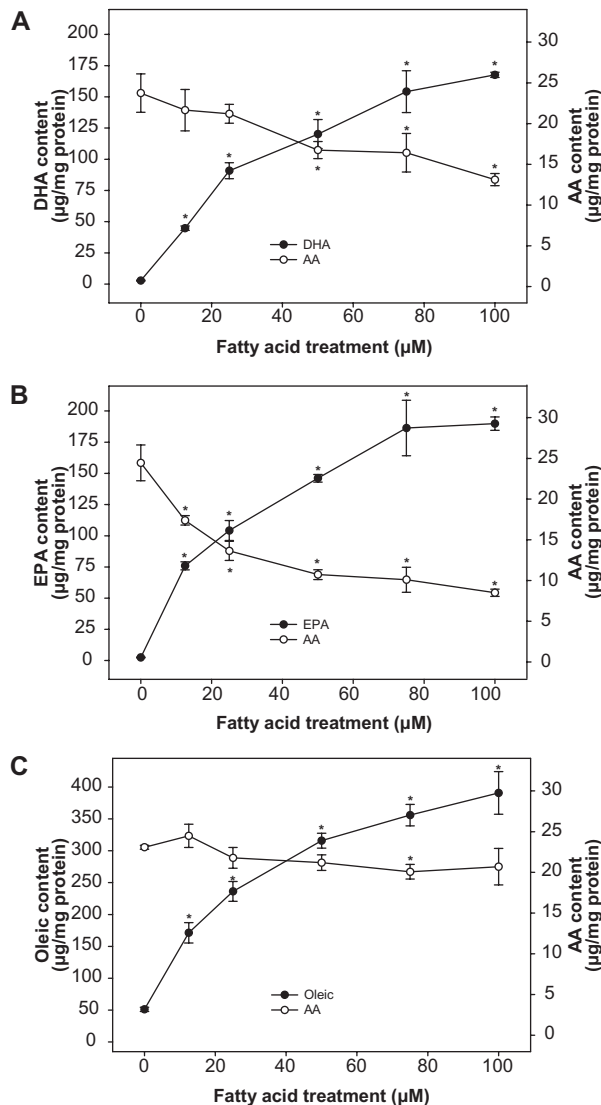 A
DHA content
(µg/mg protein)
200
175
150
125
100
75
50
25
0
AA content
(µg/mg protein)
30
25
20
15
10
5
0
* * * * *
* * *
DHA
AA
0 20 40 60 80 100
Fatty acid treatment (µM)
B
EPA content
(µg/mg protein)
200
175
150
125
100
75
50
25
0
AA content
(µg/mg protein)
30
25
20
15
10
5
0
* * * * *
* * * * *
EPA
AA
0 20 40 60 80 100
Fatty acid treatment (µM)
C
Oleic content
(µg/mg protein)
400
350
300
250
200
150
100
50
0
AA content
(µg/mg protein)
30
25
20
15
10
5
0
* * * * *
*
Oleic
AA
0 20 40 60 80 100
Fatty acid treatment (µM)